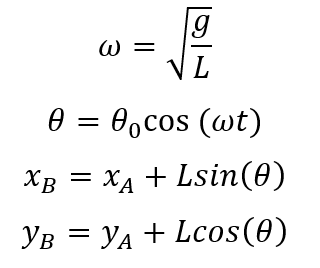 ω = √(g/L)
θ = θ₀cos (ωt)
x_B = x_A + Lsin(θ)
y_B = y_A + Lcos(θ)